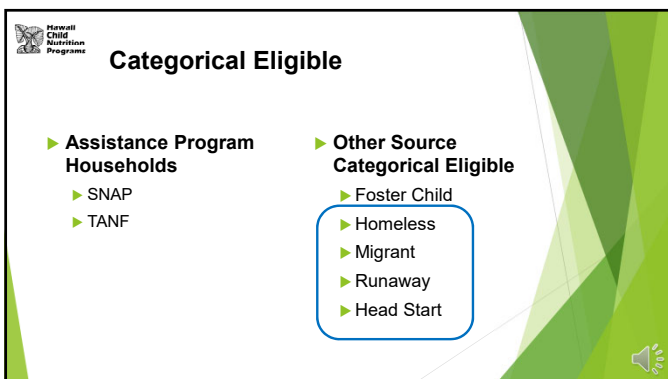 Hawaii
Child
Nutrition
Programs
Categorical Eligible
Assistance Program
Households
SNAP
TANF
Other Source
Categorical Eligible
Foster Child
Homeless
Migrant
Runaway
Head Start